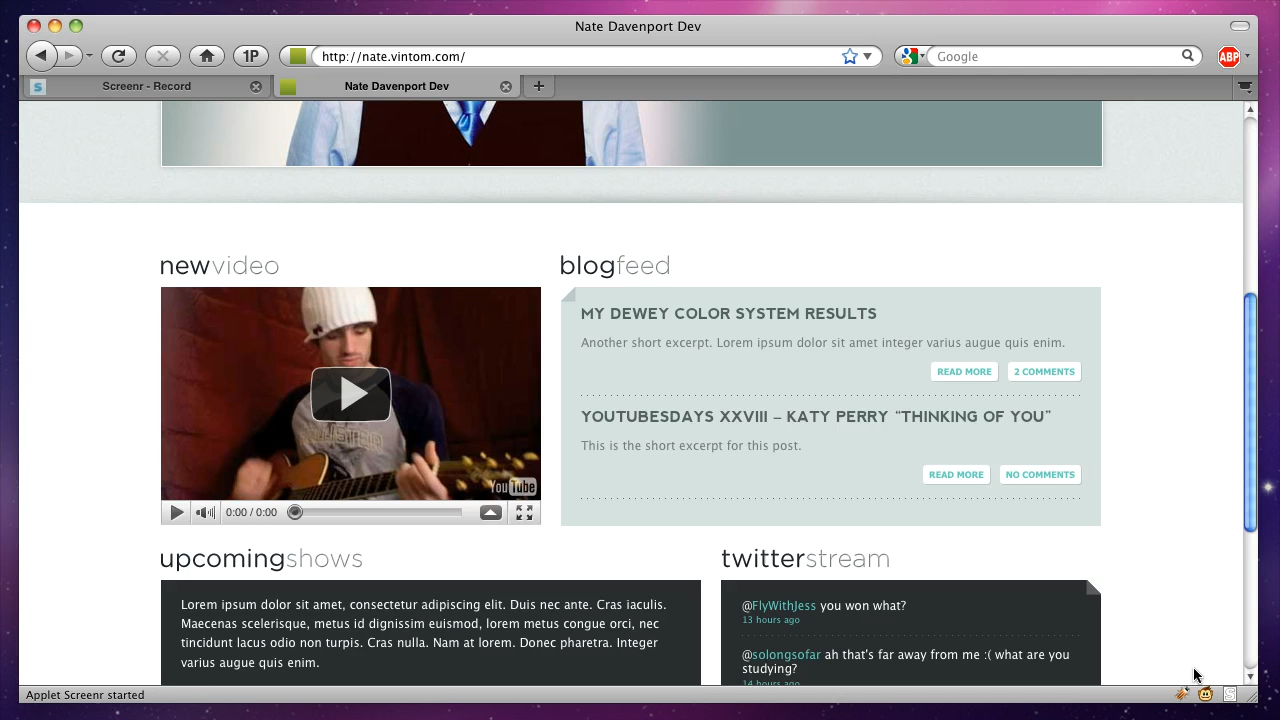 Nate Davenport Dev
1P
http://nate.vintom.com/
Google
ABP
S Screenr - Record
Nate Davenport Dev
newvideo
blogfeed
MY DEWEY COLOR SYSTEM RESULTS
Another short excerpt. Lorem ipsum dolor sit amet integer varius augue quis enim.
READ MORE 2 COMMENTS
YOUTUBESDAYS XXVIII – KATY PERRY “THINKING OF YOU”
This is the short excerpt for this post.
READ MORE NO COMMENTS
YouTube
0:00 / 0:00
upcomingshows
Lorem ipsum dolor sit amet, consectetur adipiscing elit. Duis nec ante. Cras iaculis.
Maecenas scelerisque, metus id dignissim euismod, lorem metus congue orci, nec
tincidunt lacus odio non turpis. Cras nulla. Nam at lorem. Donec pharetra. Integer
varius augue quis enim.
twitterstream
@FlyWithJess you won what?
13 hours ago
@solongsofar ah that's far away from me :( what are you
studying?
14 hours ago
Applet Screenr started
S